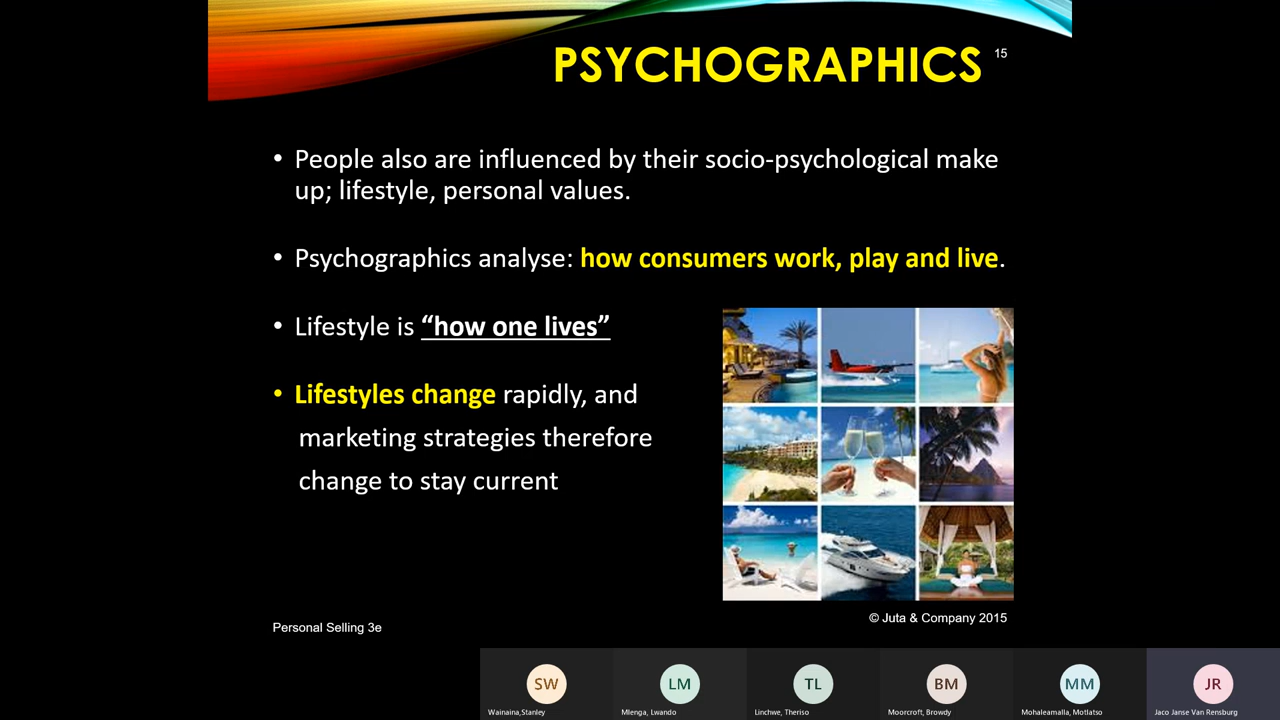 PSYCHOGRAPHICS
15
• People also are influenced by their socio-psychological make
up; lifestyle, personal values.
• Psychographics analyse: how consumers work, play and live.
• Lifestyle is “how one lives”
• Lifestyles change rapidly, and
marketing strategies therefore
change to stay current
© Juta & Company 2015
Personal Selling 3e
SW
LM
TL
BM
MM
JR
Wainaina,Stanley
Mlenga, Lwando
Linchwe, Theriso
Moorcroft, Browdy
Mohaleamalla, Motlatso
Jaco Janse Van Rensburg